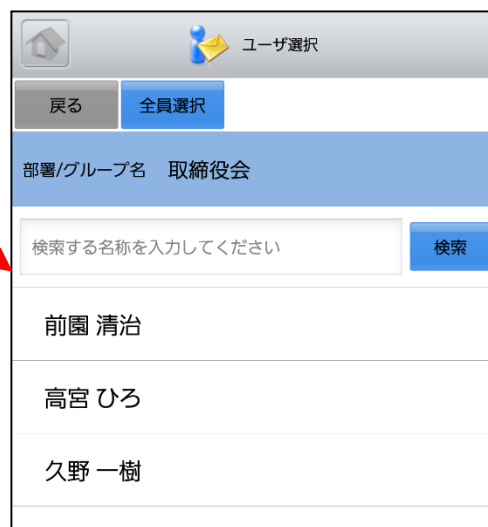 ユーザ選択
戻る 全員選択
部署/グループ名 取締役会
検索する名称を入力してください 検索
前園 清治
高宮 ひろ
久野 一樹